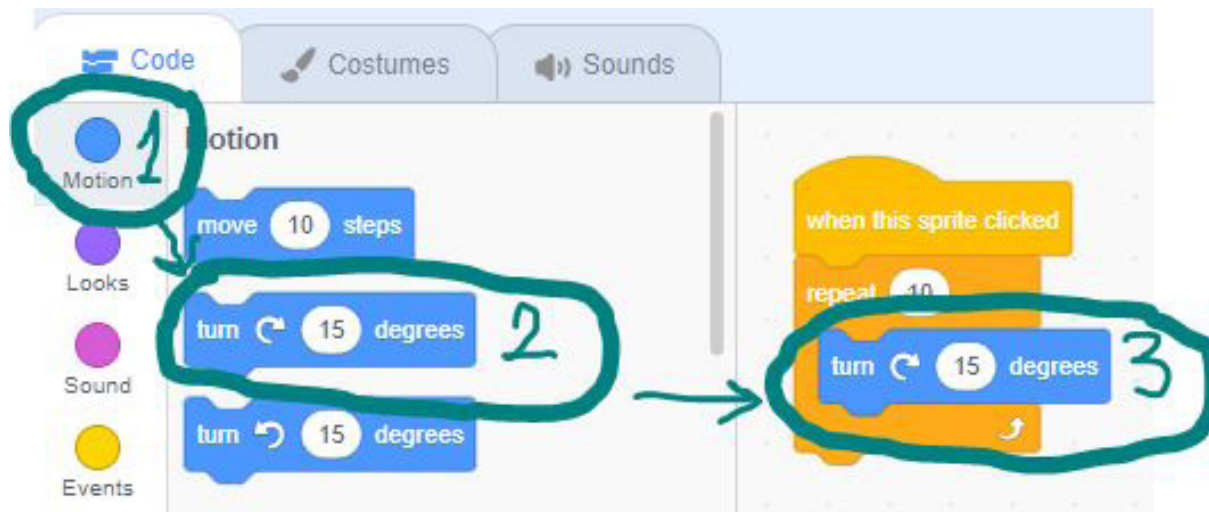 Code Costumes Sounds
1
Motion
Looks
Sound
Events
Motion
move 10 steps
turn 15 degrees 2
turn 15 degrees
when this sprite clicked
repeat 10
turn 15 degrees 3